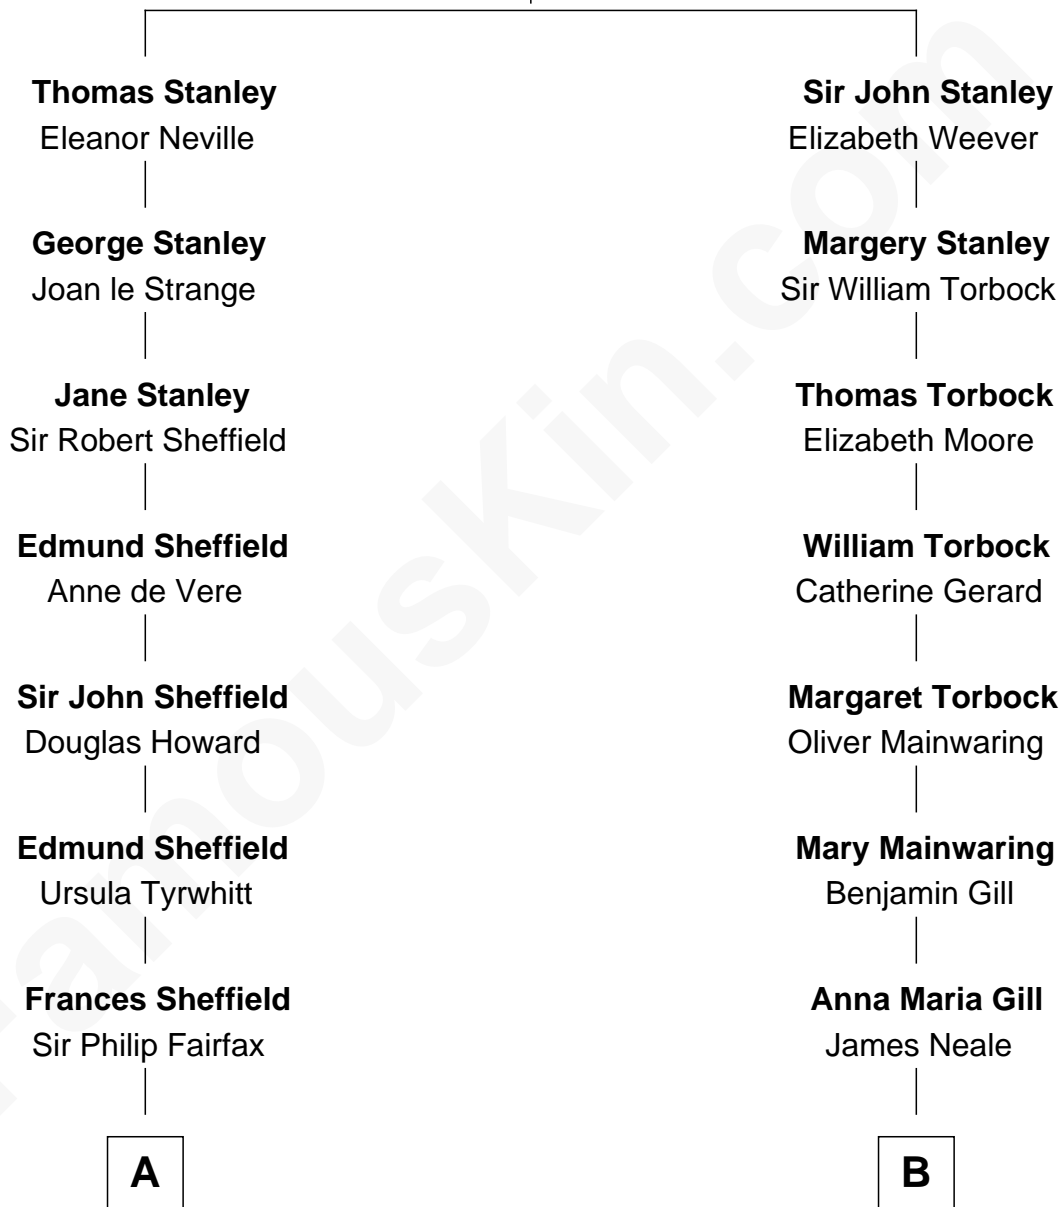 Thomas Stanley
Eleanor Neville
George Stanley
Joan le Strange
Jane Stanley
Sir Robert Sheffield
Edmund Sheffield
Anne de Vere
Sir John Sheffield
Douglas Howard
Edmund Sheffield
Ursula Tyrwhitt
Frances Sheffield
Sir Philip Fairfax
A
Sir John Stanley
Elizabeth Weever
Margery Stanley
Sir William Torbock
Thomas Torbock
Elizabeth Moore
William Torbock
Catherine Gerard
Margaret Torbock
Oliver Mainwaring
Mary Mainwaring
Benjamin Gill
Anna Maria Gill
James Neale
B
FamousKin.com